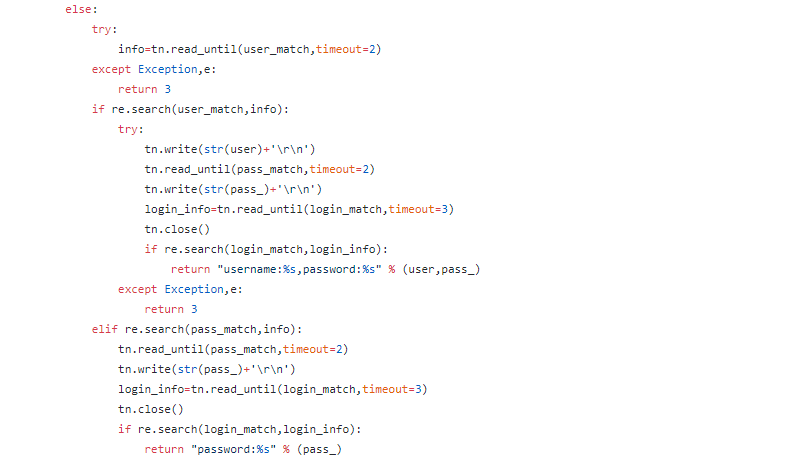 else:
try:
info=tn.read_until(user_match,timeout=2)
except Exception,e:
return 3
if re.search(user_match,info):
try:
tn.write(str(user)+'\r\n')
tn.read_until(pass_match,timeout=2)
tn.write(str(pass_)+'\r\n')
login_info=tn.read_until(login_match,timeout=3)
tn.close()
if re.search(login_match,login_info):
return "username:%s,password:%s" % (user,pass_)
except Exception,e:
return 3
elif re.search(pass_match,info):
tn.read_until(pass_match,timeout=2)
tn.write(str(pass_)+'\r\n')
login_info=tn.read_until(login_match,timeout=3)
tn.close()
if re.search(login_match,login_info):
return "password:%s" % (pass_)